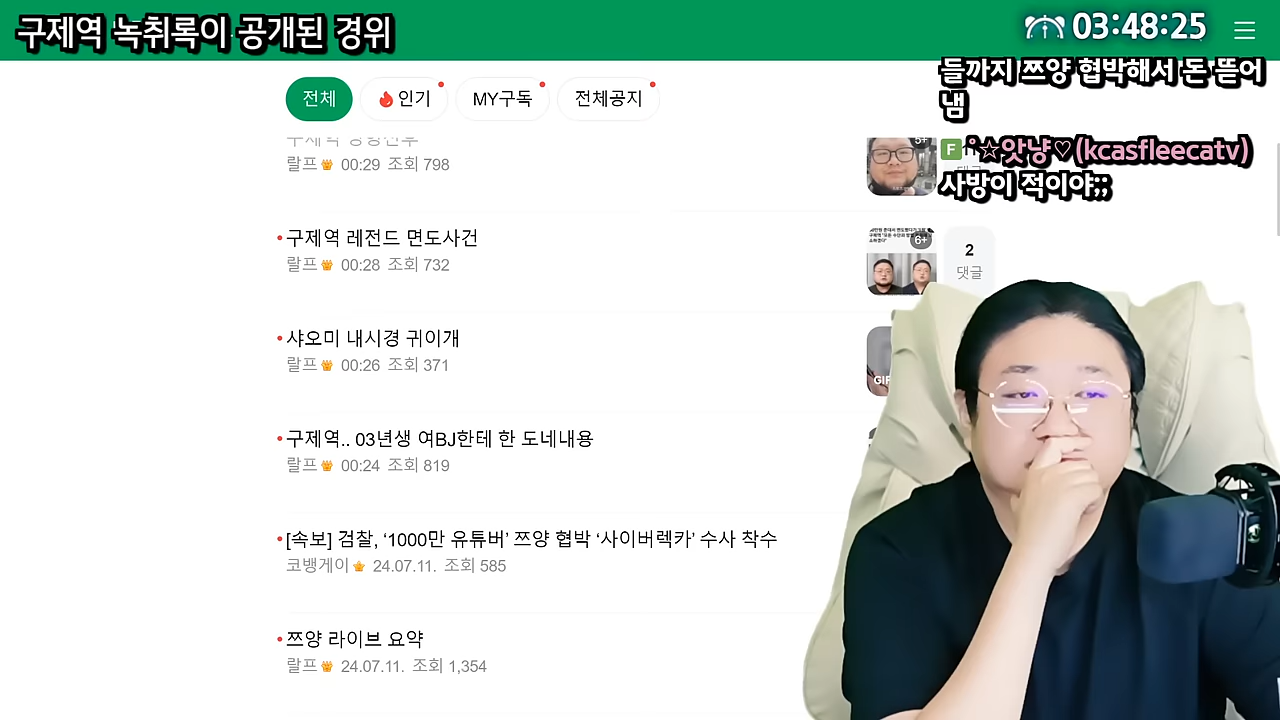 구제역 녹취록이 공개된 경위
03:48:25
들까지 쯔양 협박해서 돈 뜯어
냄
F °☆앗냥♡(kcasfleecatv)
사방이 적이야;;
전체
인기
MY구독
전체공지
랄프 00:29 조회 798
5+
구제역 레전드 면도사건
랄프 00:28 조회 732
6+
2
댓글
샤오미 내시경 귀이개
랄프 00:26 조회 371
GIF
구제역.. 03년생 여BJ한테 한 도네내용
랄프 00:24 조회 819
[속보] 검찰, ‘1000만 유튜버’ 쯔양 협박 ‘사이버렉카’ 수사 착수
코뱅게이 24.07.11. 조회 585
쯔양 라이브 요약
랄프 24.07.11. 조회 1,354